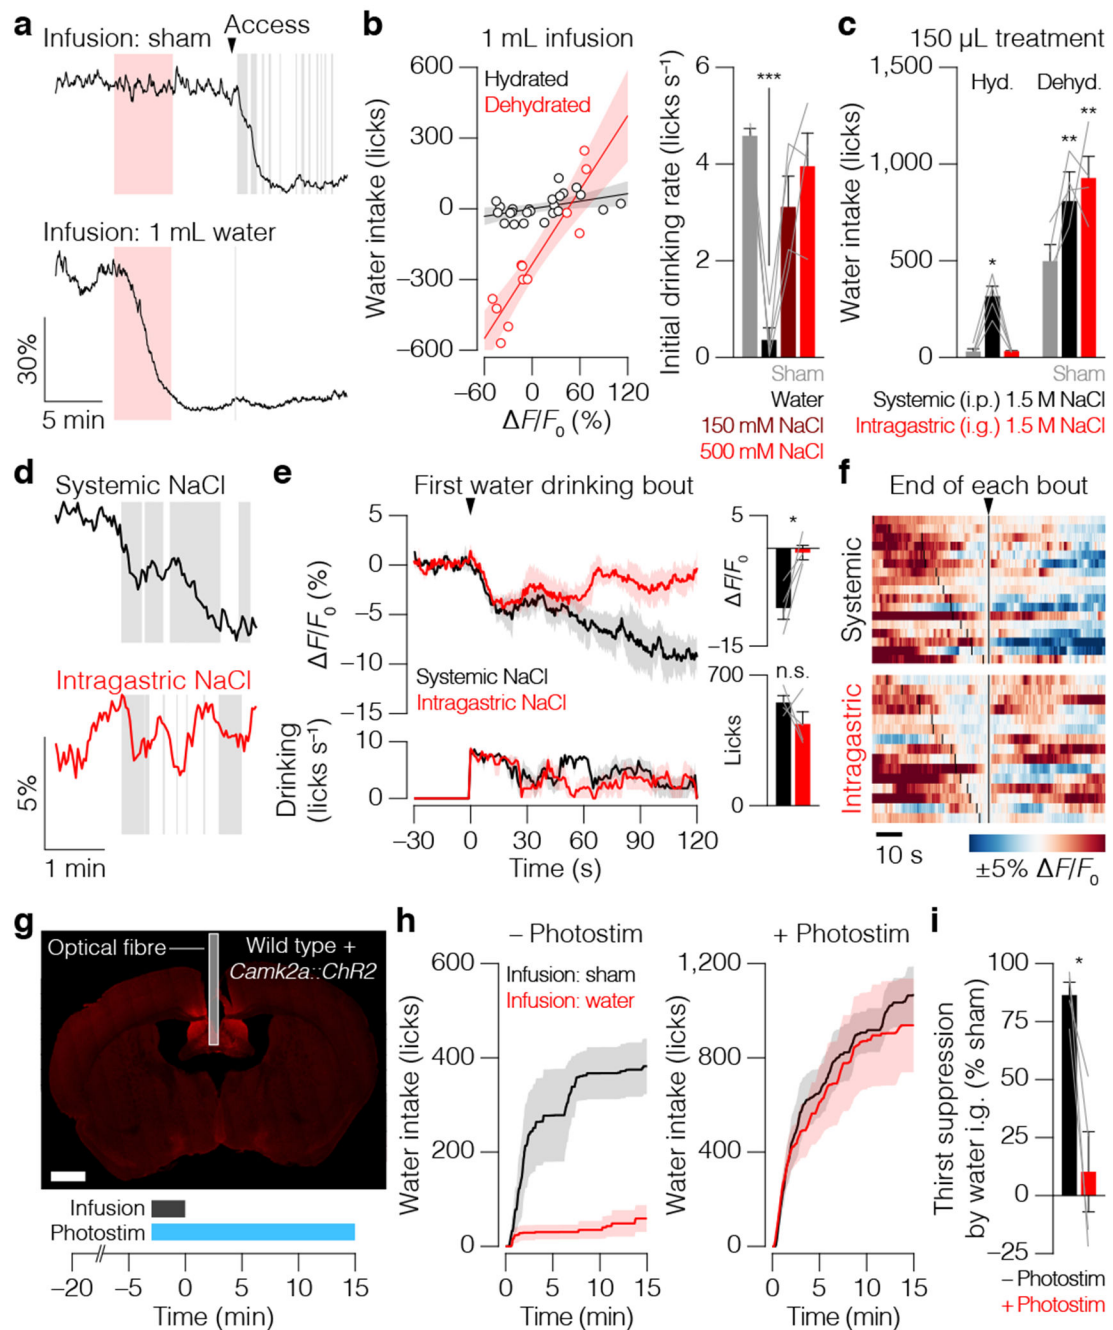 a
Infusion: sham
Access
Infusion: 1 mL water
30%
5 min
b
1 mL infusion
Hydrated
Dehydrated
Water intake (licks)
600
300
0
−300
−600
−60
0
60
120
ΔF/F0 (%)
Initial drinking rate (licks s−1)
6
4
2
0
***
Sham
Water
150 mM NaCl
500 mM NaCl
c
150 µL treatment
Hyd.
Dehyd.
Water intake (licks)
1,500
1,000
500
0
*
**
**
Sham
Systemic (i.p.) 1.5 M NaCl
Intragastric (i.g.) 1.5 M NaCl
d
Systemic NaCl
Intragastric NaCl
5%
1 min
e
First water drinking bout
ΔF/F0 (%)
5
0
−5
−10
−15
Systemic NaCl
Intragastric NaCl
Drinking
(licks s−1)
10
0
−30
0
30
60
90
120
Time (s)
ΔF/F0
5
−15
*
Licks
700
0
n.s.
f
End of each bout
Systemic
Intragastric
10 s
±5% ΔF/F0
g
Optical fibre
Wild type +
Camk2a::ChR2
Infusion
Photostim
−20
−5
0
5
10
15
Time (min)
h
– Photostim
Infusion: sham
Infusion: water
Water intake (licks)
600
400
200
0
0
5
10
15
Time (min)
+ Photostim
Water intake (licks)
1,200
800
400
0
0
5
10
15
Time (min)
i
Thirst suppression
by water i.g. (% sham)
100
75
50
25
0
−25
*
– Photostim
+ Photostim